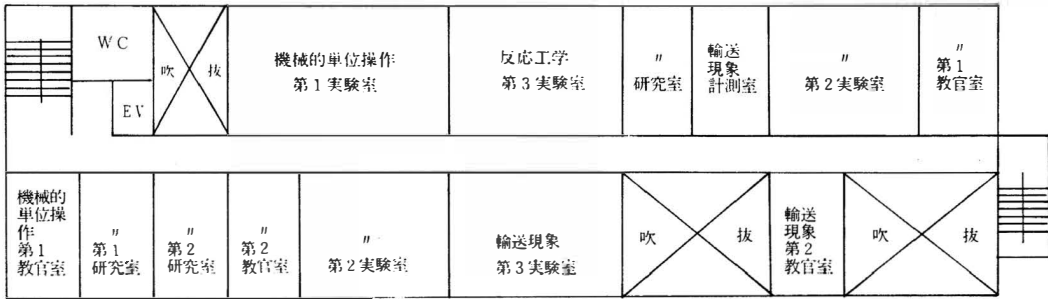 WC
EV
吹 抜
機械的単位操作
第1実験室
反応工学
第3実験室
〃
研究室
輸送
現象
計測室
〃
第2実験室
〃
第1
教官室
機械的
単位操
作
第1
教官室
〃
第1
研究室
〃
第2
研究室
〃
第2
教官室
〃
第2実験室
輸送現象
第3実験室
吹 抜
輸送
現象
第2
教官室
吹 抜